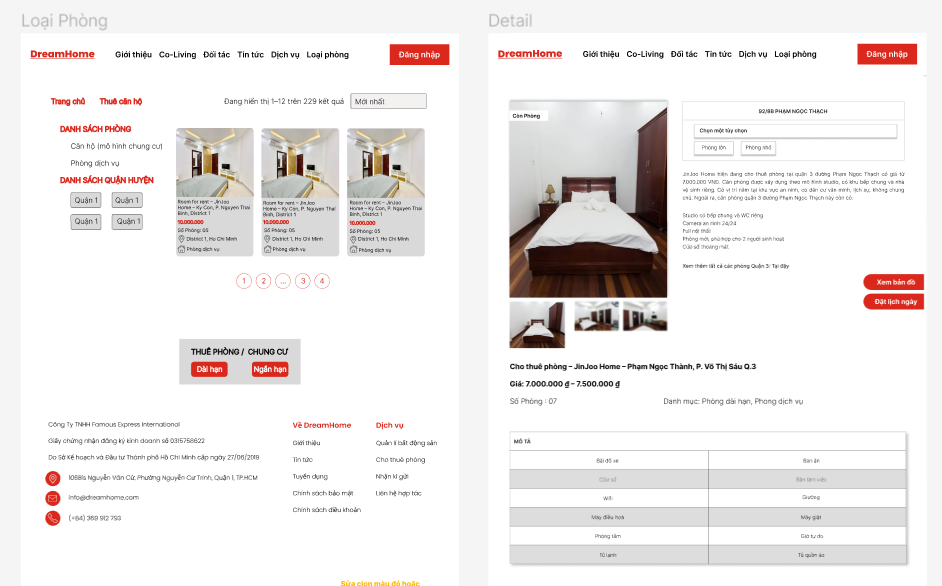 Loại Phòng
DreamHome
Giới thiệu Co-Living Đối tác Tin tức Dịch vụ Loại phòng
Đăng nhập
Trang chủ Thuê căn hộ
Đang hiển thị 1–12 trên 229 kết quả
Mới nhất
DANH SÁCH PHÒNG
Căn hộ (mô hình chung cư)
Phòng dịch vụ
DANH SÁCH QUẬN HUYỆN
Quận 1 Quận 1
Quận 1 Quận 1
Room for rent – JinJoo
Home – Ky Con, P. Nguyen Thai
Binh, District 1
10.000.000
Số Phòng: 05
District 1, Ho Chi Minh
Phòng dịch vụ
Room for rent – JinJoo
Home – Ky Con, P. Nguyen Thai
Binh, District 1
10.000.000
Số Phòng: 05
District 1, Ho Chi Minh
Phòng dịch vụ
Room for rent – JinJoo
Home – Ky Con, P. Nguyen Thai
Binh, District 1
10.000.000
Số Phòng: 05
District 1, Ho Chi Minh
Phòng dịch vụ
1 2 ... 3 4
THUÊ PHÒNG / CHUNG CƯ
Dài hạn Ngắn hạn
Công Ty TNHH Famous Express International
Giấy chứng nhận đăng ký kinh doanh số 0315758622
Do Sở Kế hoạch và Đầu tư Thành phố Hồ Chí Minh cấp ngày 27/06/2019
106Bis Nguyễn Văn Cừ, Phường Nguyễn Cư Trinh, Quận 1, TP.HCM
info@dreamhome.com
(+84) 369 912 793
Về DreamHome
Giới thiệu
Tin tức
Tuyển dụng
Chính sách bảo mật
Chính sách điều khoản
Dịch vụ
Quản lí bất động sản
Cho thuê phòng
Nhận kí gửi
Liên hệ hợp tác
Sửa
màu đỏ hoặc
Detail
DreamHome
Giới thiệu Co-Living Đối tác Tin tức Dịch vụ Loại phòng
Đăng nhập
Còn Phòng
92/8B PHẠM NGỌC THẠCH
Chọn một tùy chọn
Phòng lớn Phòng nhỏ
JinJoo Home hiện đang cho thuê phòng tại quận 3 đường Phạm Ngọc Thạch có giá từ
7.000.000 VND. Căn phòng được xây dựng theo mô hình studio, có khu bếp chung và nhà
vệ sinh riêng. Có vị trí nằm tại khu vực an ninh, có dân cư văn minh, lịch sự, không chung
chủ. Ngoài ra, căn phòng quận 3 đường Phạm Ngọc Thạch này còn có:
Studio có bếp chung và WC riêng
Camera an ninh 24/24
Full nội thất
Phòng mới, phù hợp cho 2 người sinh hoạt
Cửa sổ thoáng mát
Xem thêm tất cả các phòng Quận 3: Tại đây
Xem bản đồ
Đặt lịch ngày
Cho thuê phòng – JinJoo Home – Phạm Ngọc Thành, P. Võ Thị Sáu Q.3
Giá: 7.000.000 ₫ – 7.500.000 ₫
Số Phòng : 07
Danh mục: Phòng dài hạn, Phong dịch vụ
MÔ TẢ
Bãi đỗ xe Ban ăn
Cửa sổ Bàn làm việc
Wifi Giường
Máy điều hoà Máy giặt
Phòng tắm Giờ tự do
Tủ lạnh Tủ quần áo